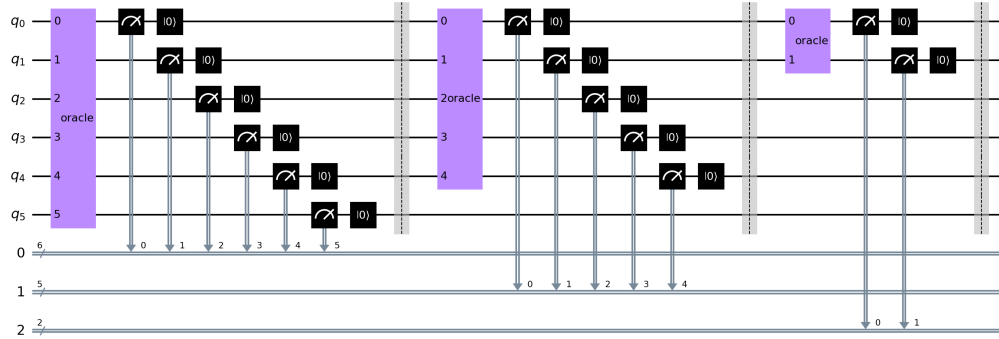 q0 0 |0⟩ 0 |0⟩ 0 |0⟩
oracle
q1 1 |0⟩ 1 |0⟩ 1 |0⟩
q2 2 |0⟩ 2oracle |0⟩
oracle
q3 3 |0⟩ 3 |0⟩
q4 4 |0⟩ 4 |0⟩
q5 5 |0⟩
6 0 1 2 3 4 5
0
5 0 1 2 3 4
1
2 0 1
2